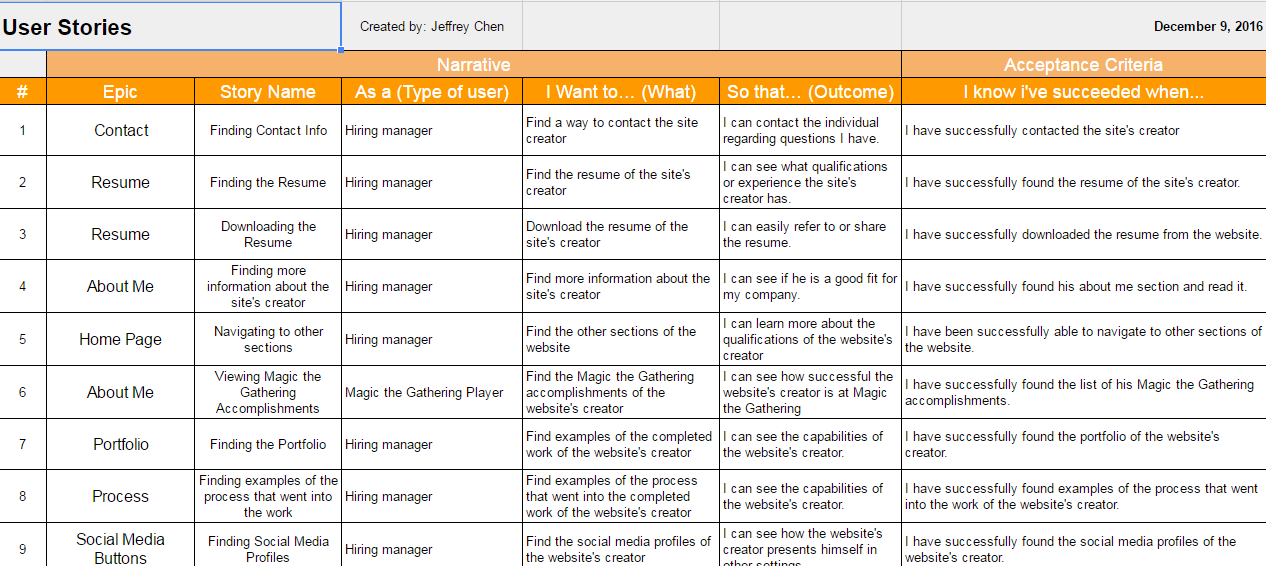 User Stories
Created by: Jeffrey Chen
December 9, 2016
Narrative
Acceptance Criteria
#
Epic
Story Name
As a (Type of user)
I Want to... (What)
So that... (Outcome)
I know i've succeeded when...
1
Contact
Finding Contact Info
Hiring manager
Find a way to contact the site
creator
I can contact the individual
regarding questions I have.
I have successfully contacted the site's creator
2
Resume
Finding the Resume
Hiring manager
Find the resume of the site's
creator
I can see what qualifications
or experience the site's
creator has.
I have successfully found the resume of the site's creator.
3
Resume
Downloading the
Resume
Hiring manager
Download the resume of the
site's creator
I can easily refer to or share
the resume.
I have successfully downloaded the resume from the website.
4
About Me
Finding more
information about the
site's creator
Hiring manager
Find more information about the
site's creator
I can see if he is a good fit for
my company.
I have successfully found his about me section and read it.
5
Home Page
Navigating to other
sections
Hiring manager
Find the other sections of the
website
I can learn more about the
qualifications of the website's
creator
I have been successfully able to navigate to other sections of
the website.
6
About Me
Viewing Magic the
Gathering
Accomplishments
Magic the Gathering Player
Find the Magic the Gathering
accomplishments of the
website's creator
I can see how successful the
website's creator is at Magic
the Gathering
I have successfully found the list of his Magic the Gathering
accomplishments.
7
Portfolio
Finding the Portfolio
Hiring manager
Find examples of the completed
work of the website's creator
I can see the capabilities of
the website's creator.
I have successfully found the portfolio of the website's
creator.
8
Process
Finding examples of the
process that went into
the work
Hiring manager
Find examples of the process
that went into the completed
work of the website's creator
I can see the capabilities of
the website's creator.
I have successfully found examples of the process that went
into the work of the website's creator.
9
Social Media
Buttons
Finding Social Media
Profiles
Hiring manager
Find the social media profiles of
the website's creator
I can see how the website's
creator presents himself in
other settings
I have successfully found the social media profiles of the
website's creator.